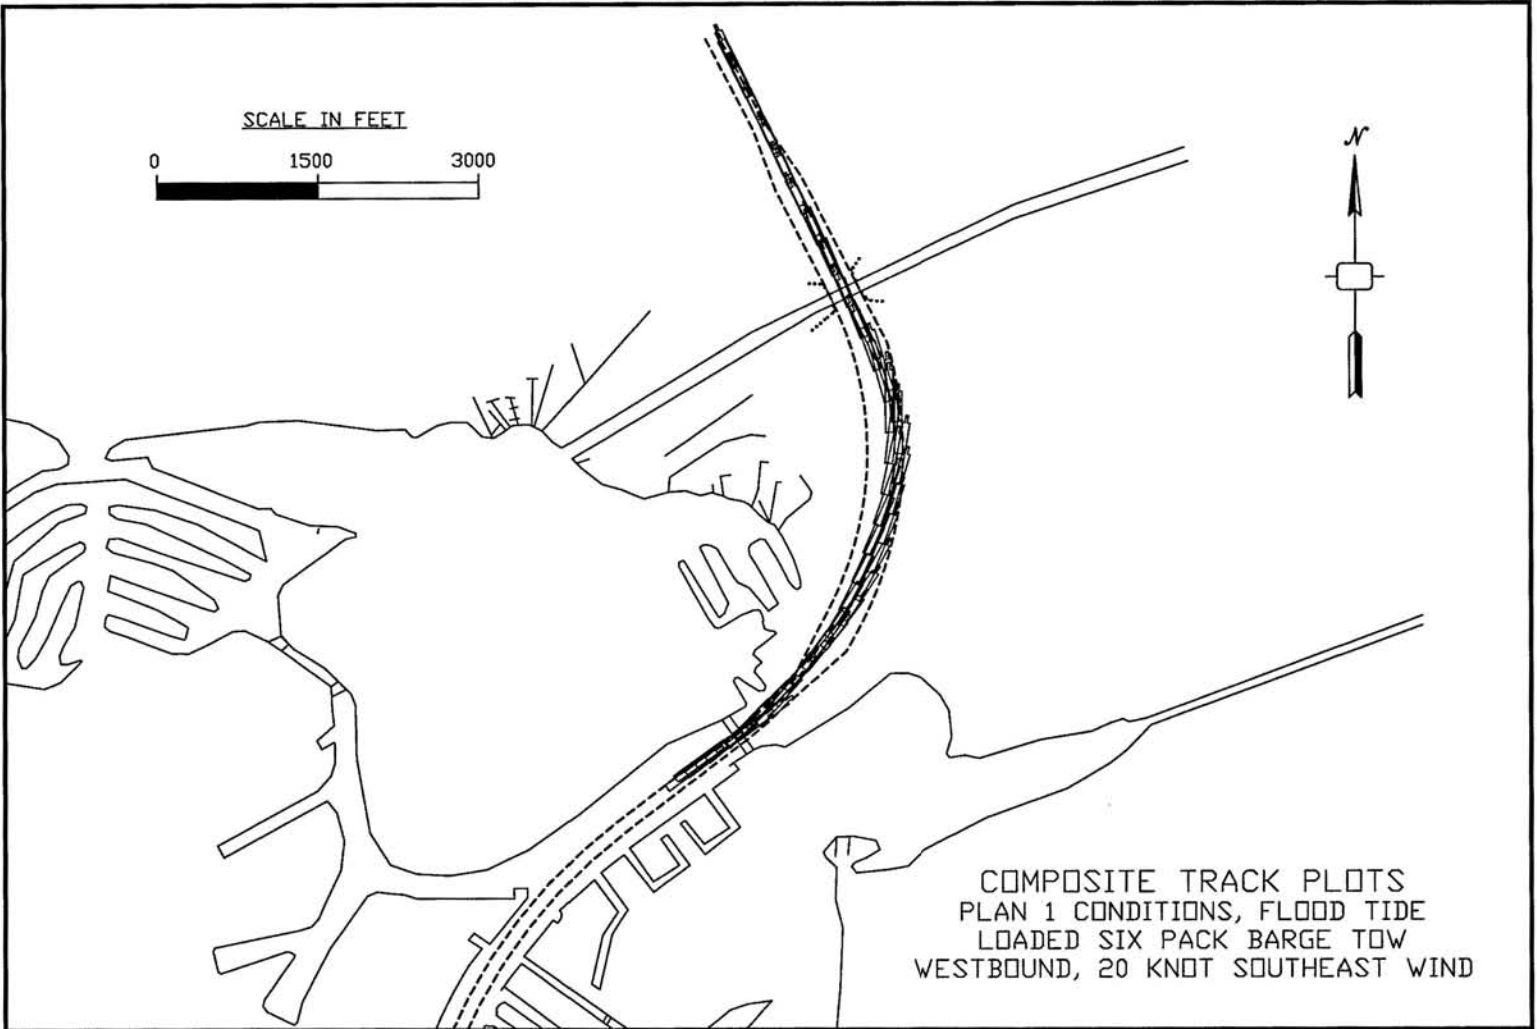 SCALE IN FEET
0 1500 3000
N
COMPOSITE TRACK PLOTS
PLAN 1 CONDITIONS, FLOOD TIDE
LOADED SIX PACK BARGE TOW
WESTBOUND, 20 KNOT SOUTHEAST WIND